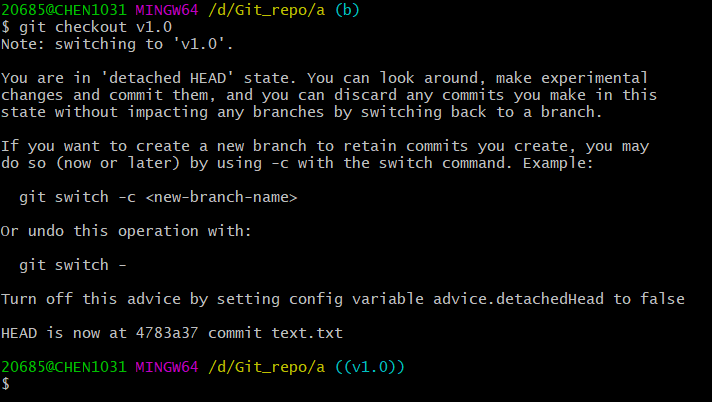 20685@CHEN1031 MINGW64 /d/Git_repo/a (b)
$ git checkout v1.0
Note: switching to 'v1.0'.
You are in 'detached HEAD' state. You can look around, make experimental
changes and commit them, and you can discard any commits you make in this
state without impacting any branches by switching back to a branch.
If you want to create a new branch to retain commits you create, you may
do so (now or later) by using -c with the switch command. Example:
git switch -c <new-branch-name>
Or undo this operation with:
git switch -
Turn off this advice by setting config variable advice.detachedHead to false
HEAD is now at 4783a37 commit text.txt
20685@CHEN1031 MINGW64 /d/Git_repo/a ((v1.0))
$